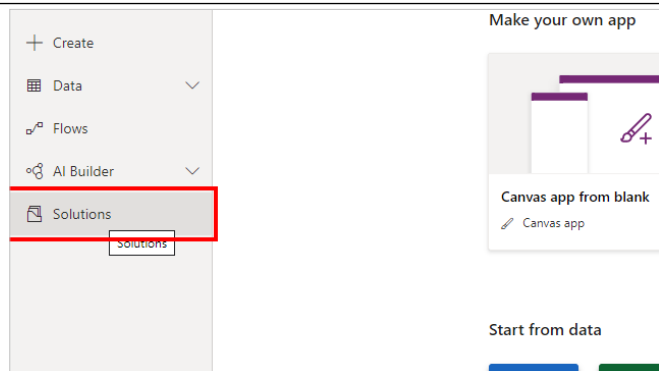 Create
Data
Flows
AI Builder
Solutions
Solutions
Make your own app
Canvas app from blank
Canvas app
Start from data